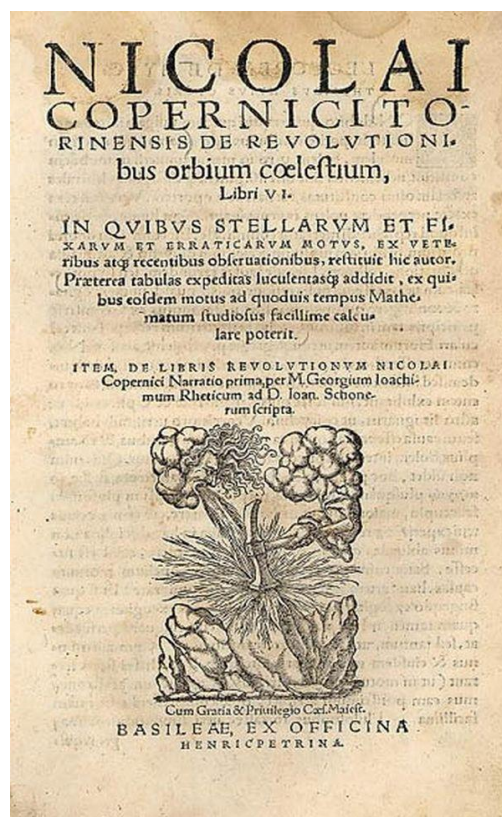 NICOLAI
COPERNICI TO-
RINENSIS DE REVOLVTIONI-
bus orbium cœleſtium,
Libri VI.
IN QVIBVS STELLARVM ET FI-
XARVM ET ERRATICARVM MOTVS, EX VETE-
ribus atqꝫ recentibus obſeruationibus, reſtituit hic autor.
Præterea tabulas expeditas luculentasqꝫ addidit, ex qui-
bus eoſdem motus ad quoduis tempus Mathe-
matum ſtudioſus facillime calcu-
lare poterit.
ITEM, DE LIBRIS REVOLVTIONVM NICOLAI
Copernici Narratio prima, per M. Georgium Ioachi-
mum Rheticum ad D. Ioan. Schone-
rum ſcripta.
Cum Gratia & Priuilegio Cæſ. Maieſt.
BASILEAE, EX OFFICINA
HENRICPETRINA.